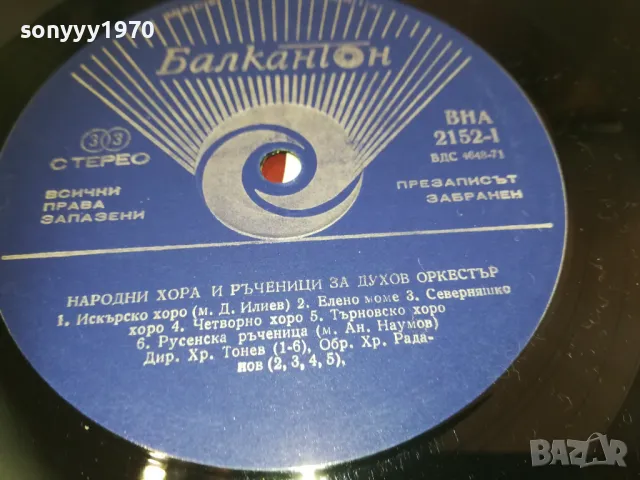 sonyyy1970
Балкантон
33
СТЕРЕО
ВСИЧКИ
ПРАВА
ЗАПАЗЕНИ
ВНА
2152-I
БДС 4648-71
ПРЕЗАПИСЪТ
ЗАБРАНЕН
НАРОДНИ ХОРА И РЪЧЕНИЦИ ЗА ДУХОВ ОРКЕСТЪР
1. Искърско хоро (м. Д. Илиев) 2. Елено моме 3. Северняшко
хоро 4. Четворно хоро 5. Търновско хоро
6. Русенска ръченица (м. Ан. Наумов)
Дир. Хр. Тонев (1-6), Обр. Хр. Рада-
нов (2, 3, 4, 5),
BAZAR